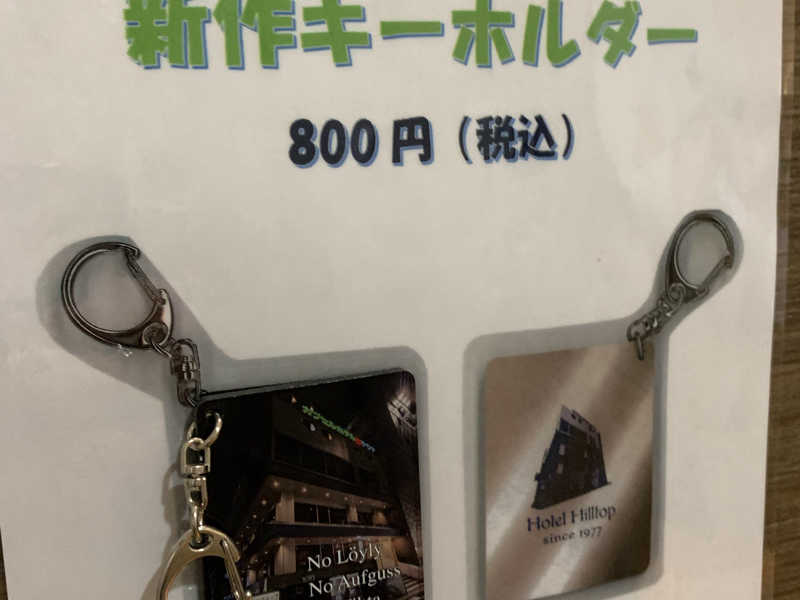 新作キーホルダー
800円（税込）
No Löyly
No Aufguss
Hotel Hilltop
since 1977